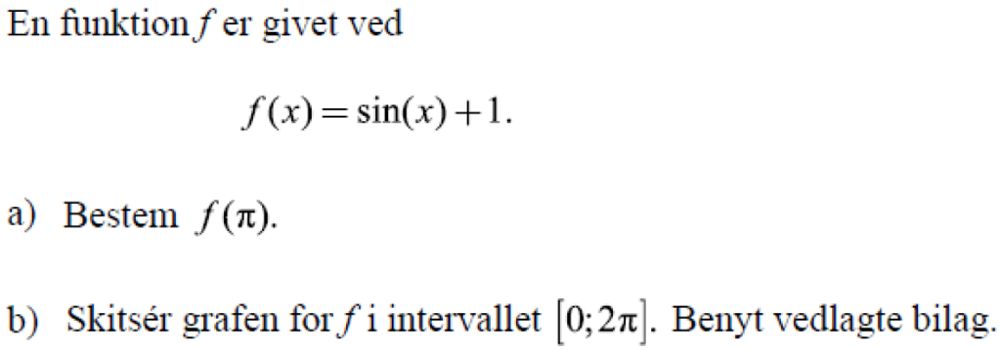 En funktion f er givet ved
f(x)=sin(x)+1.
a) Bestem f(π).
b) Skitsér grafen for f i intervallet [0;2π]. Benyt vedlagte bilag.